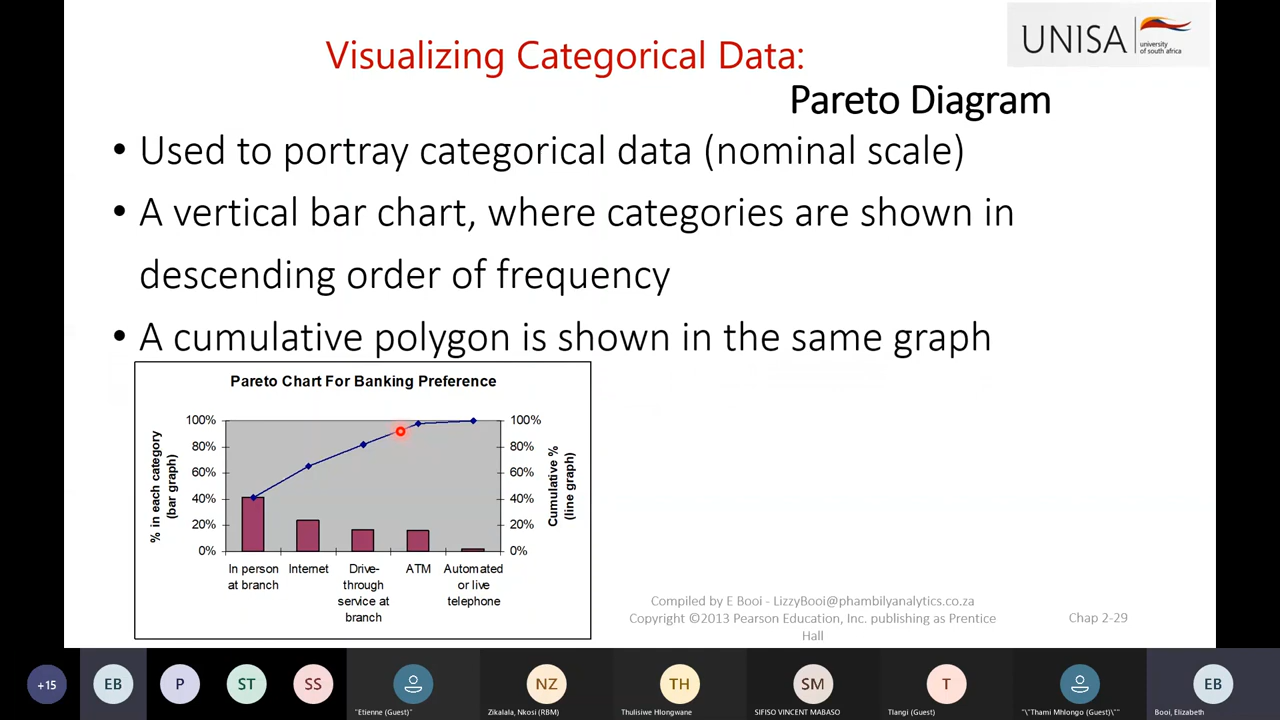 Visualizing Categorical Data:
UNISA
university
of south africa
Pareto Diagram
• Used to portray categorical data (nominal scale)
• A vertical bar chart, where categories are shown in
descending order of frequency
• A cumulative polygon is shown in the same graph
Pareto Chart For Banking Preference
% in each category
(bar graph)
100%
80%
60%
40%
20%
0%
100%
80%
60%
40%
20%
0%
Cumulative %
(line graph)
In person
at branch
Internet
Drive-
through
service at
branch
ATM
Automated
or live
telephone
Compiled by E Booi - LizzyBooi@phambilyanalytics.co.za
Copyright ©2013 Pearson Education, Inc. publishing as Prentice
Hall
Chap 2-29
+15
EB
P
ST
SS
"Etienne (Guest)"
NZ
Zikalala, Nkosi (RBM)
TH
Thulisiwe Hlongwane
SM
SIFISO VINCENT MABASO
T
Tlangi (Guest)
"\"Thami Mhlongo (Guest)\""
EB
Booi, Elizabeth